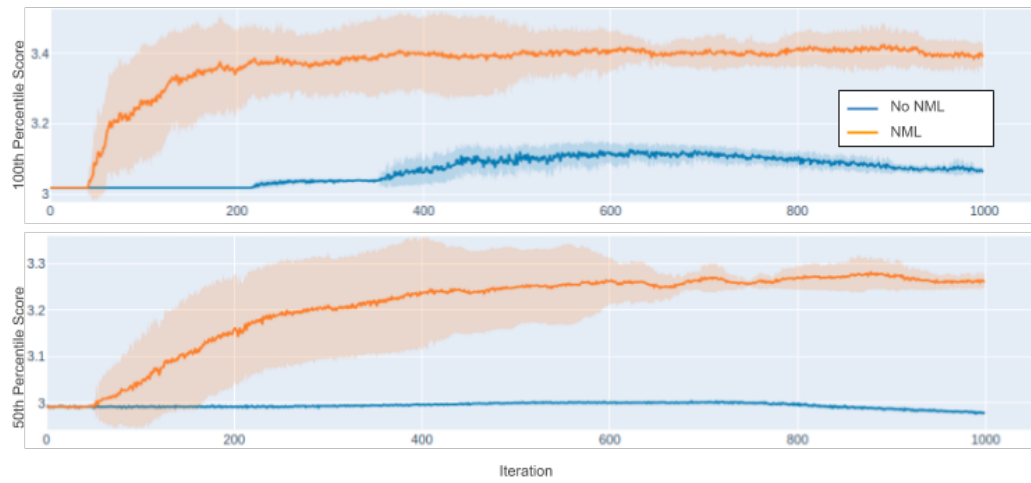 100th Percentile Score
3.4
3.2
3
0 200 400 600 800 1000
No NML
NML
50th Percentile Score
3.3
3.2
3.1
3
0 200 400 600 800 1000
Iteration